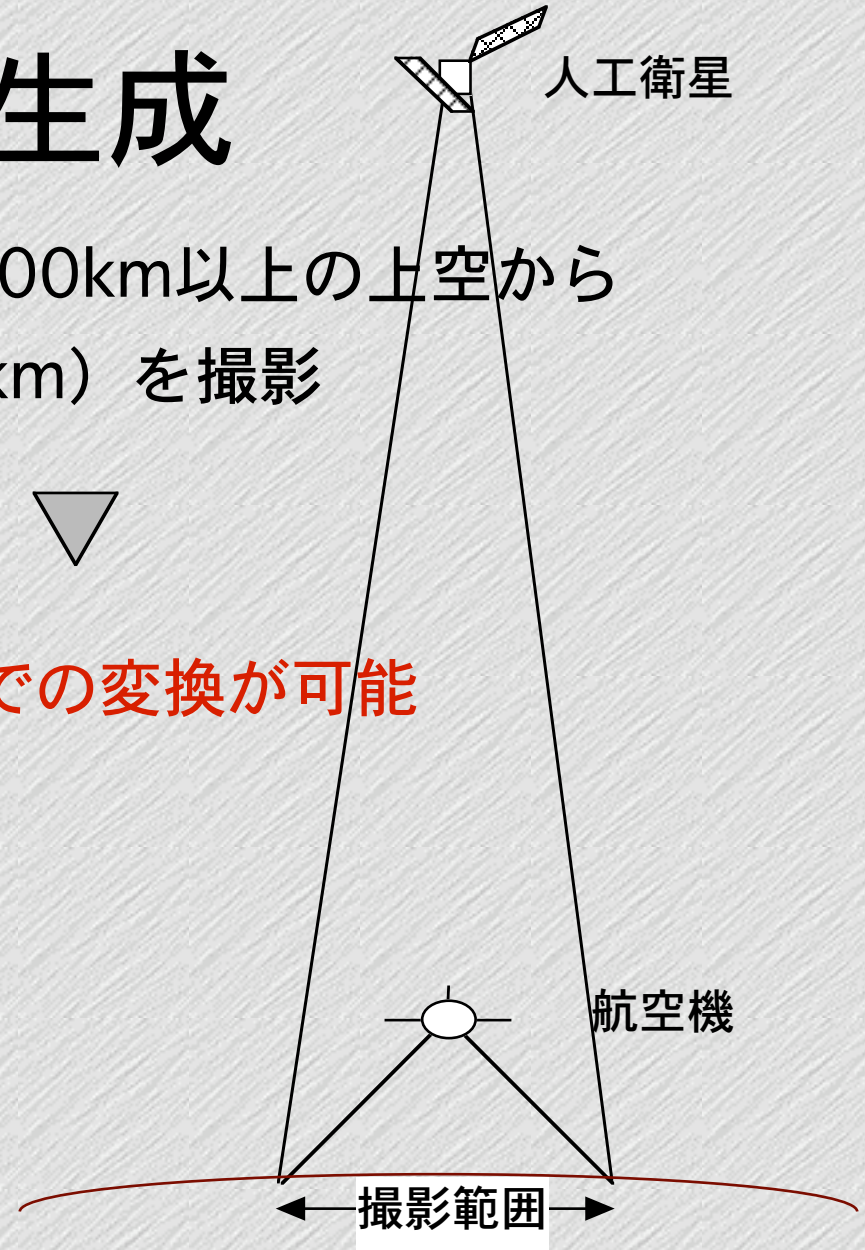 人工衛星
生成
00km以上の上空から
km）を撮影
での変換が可能
航空機
撮影範囲